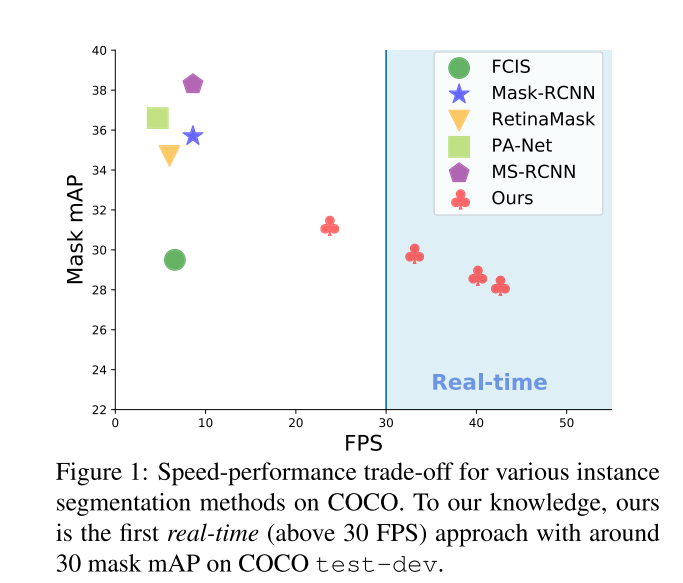 40
38
36
34
32
30
28
26
24
22
Mask mAP
FCIS
Mask-RCNN
RetinaMask
PA-Net
MS-RCNN
Ours
Real-time
0 10 20 30 40 50
FPS
Figure 1: Speed-performance trade-off for various instance
segmentation methods on COCO. To our knowledge, ours
is the first real-time (above 30 FPS) approach with around
30 mask mAP on COCO test-dev.